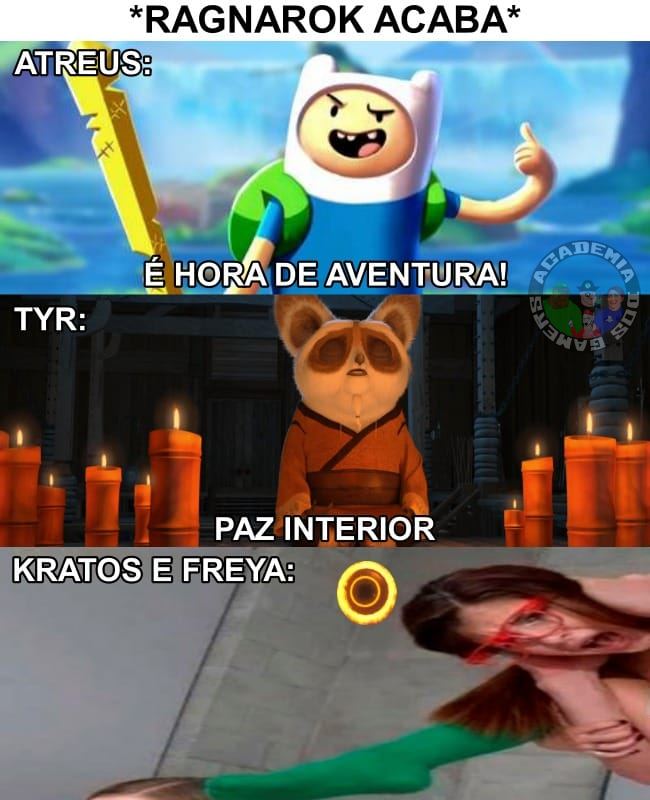 *RAGNAROK ACABA*
ATREUS:
É HORA DE AVENTURA!
ACADEMIA DOS GAMERS
TYR:
PAZ INTERIOR
KRATOS E FREYA: